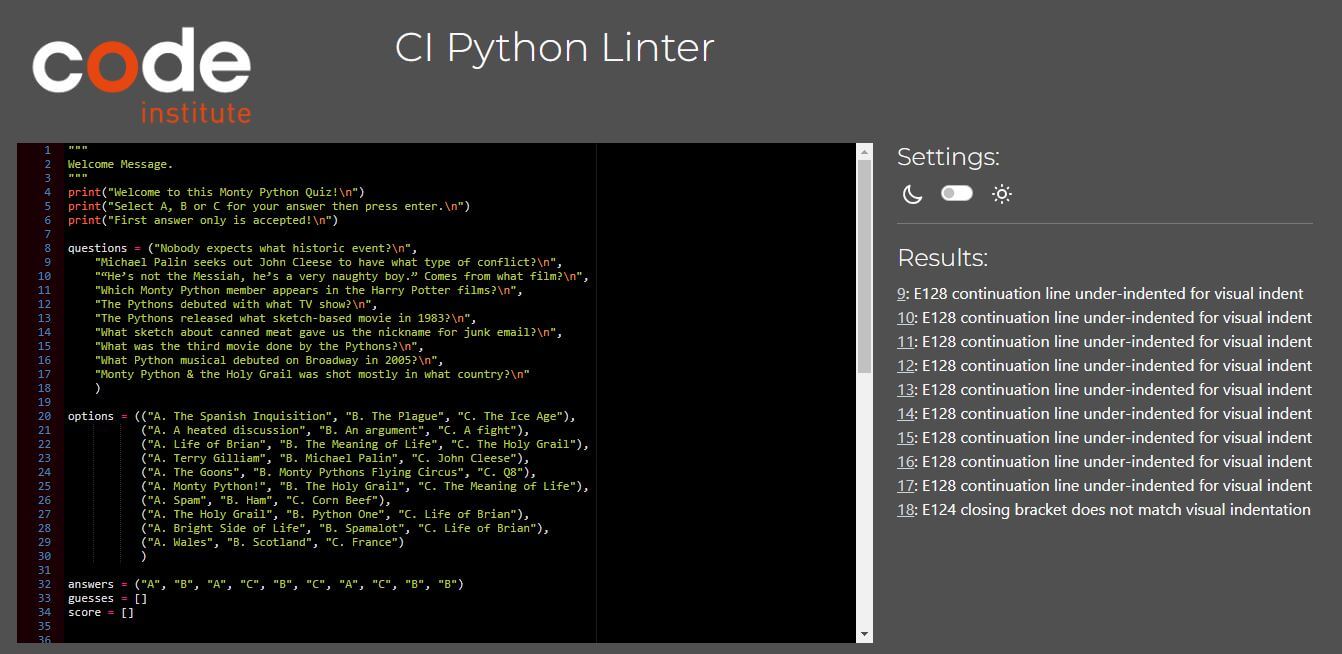 code
institute
CI Python Linter
1 """
2 Welcome Message.
3 """
4 print("Welcome to this Monty Python Quiz!\n")
5 print("Select A, B or C for your answer then press enter.\n")
6 print("First answer only is accepted!\n")
7
8 questions = ("Nobody expects what historic event?\n",
9     "Michael Palin seeks out John Cleese to have what type of conflict?\n",
10     "“He’s not the Messiah, he’s a very naughty boy.” Comes from what film?\n",
11     "Which Monty Python member appears in the Harry Potter films?\n",
12     "The Pythons debuted with what TV show?\n",
13     "The Pythons released what sketch-based movie in 1983?\n",
14     "What sketch about canned meat gave us the nickname for junk email?\n",
15     "What was the third movie done by the Pythons?\n",
16     "What Python musical debuted on Broadway in 2005?\n",
17     "Monty Python & the Holy Grail was shot mostly in what country?\n"
18     )
19
20 options = (("A. The Spanish Inquisition", "B. The Plague", "C. The Ice Age"),
21            ("A. A heated discussion", "B. An argument", "C. A fight"),
22            ("A. Life of Brian", "B. The Meaning of Life", "C. The Holy Grail"),
23            ("A. Terry Gilliam", "B. Michael Palin", "C. John Cleese"),
24            ("A. The Goons", "B. Monty Pythons Flying Circus", "C. Q8"),
25            ("A. Monty Python!", "B. The Holy Grail", "C. The Meaning of Life"),
26            ("A. Spam", "B. Ham", "C. Corn Beef"),
27            ("A. The Holy Grail", "B. Python One", "C. Life of Brian"),
28            ("A. Bright Side of Life", "B. Spamalot", "C. Life of Brian"),
29            ("A. Wales", "B. Scotland", "C. France")
30            )
31
32 answers = ("A", "B", "A", "C", "B", "C", "A", "C", "B", "B")
33 guesses = []
34 score = []
35
36
Settings:
Results:
9: E128 continuation line under-indented for visual indent
10: E128 continuation line under-indented for visual indent
11: E128 continuation line under-indented for visual indent
12: E128 continuation line under-indented for visual indent
13: E128 continuation line under-indented for visual indent
14: E128 continuation line under-indented for visual indent
15: E128 continuation line under-indented for visual indent
16: E128 continuation line under-indented for visual indent
17: E128 continuation line under-indented for visual indent
18: E124 closing bracket does not match visual indentation